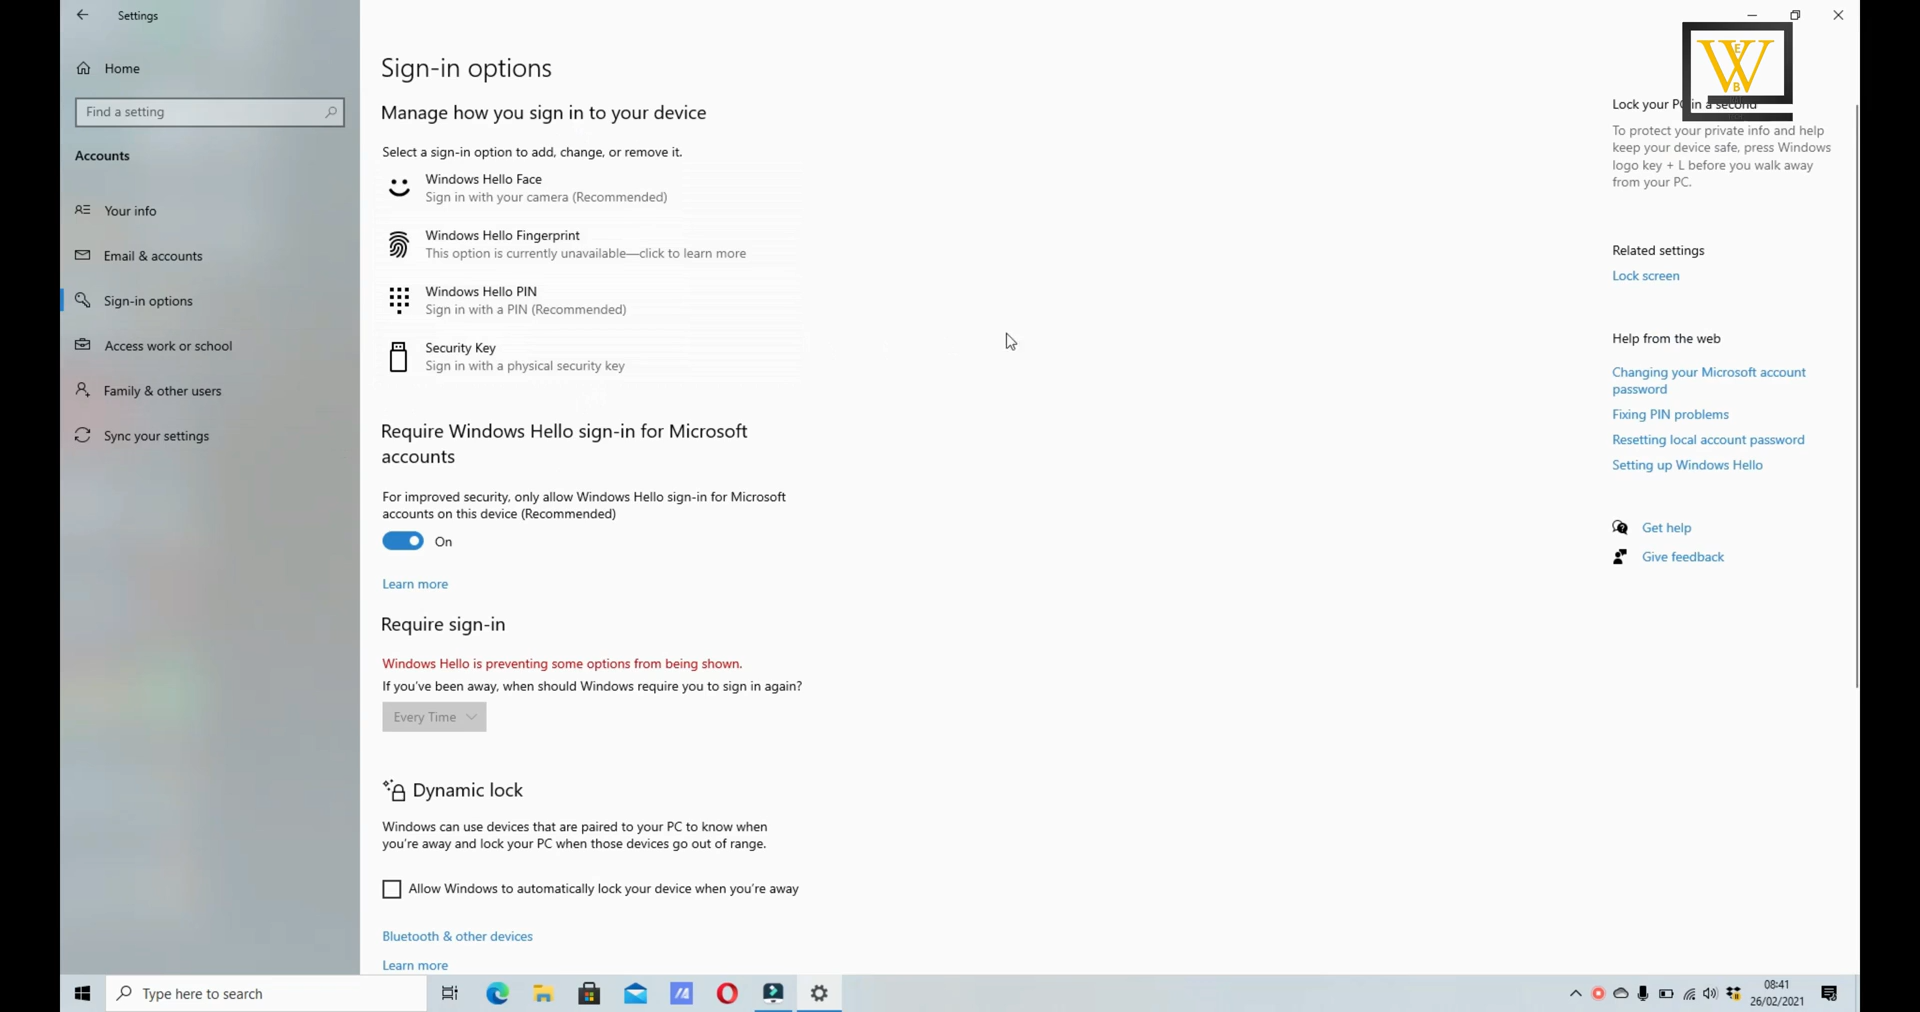 Settings
Home
Find a setting
Accounts
Your info
Email & accounts
Sign-in options
Access work or school
Family & other users
Sync your settings
Sign-in options
Manage how you sign in to your device
Select a sign-in option to add, change, or remove it.
Windows Hello Face
Sign in with your camera (Recommended)
Windows Hello Fingerprint
This option is currently unavailable—click to learn more
Windows Hello PIN
Sign in with a PIN (Recommended)
Security Key
Sign in with a physical security key
Require Windows Hello sign-in for Microsoft
accounts
For improved security, only allow Windows Hello sign-in for Microsoft
accounts on this device (Recommended)
On
Learn more
Require sign-in
Windows Hello is preventing some options from being shown.
If you've been away, when should Windows require you to sign in again?
Every Time
Dynamic lock
Windows can use devices that are paired to your PC to know when
you're away and lock your PC when those devices go out of range.
Allow Windows to automatically lock your device when you're away
Bluetooth & other devices
Learn more
W
E
B
Lock your PC in a second
To protect your private info and help
keep your device safe, press Windows
logo key + L before you walk away
from your PC.
Related settings
Lock screen
Help from the web
Changing your Microsoft account
password
Fixing PIN problems
Resetting local account password
Setting up Windows Hello
Get help
Give feedback
Type here to search
08:41
26/02/2021